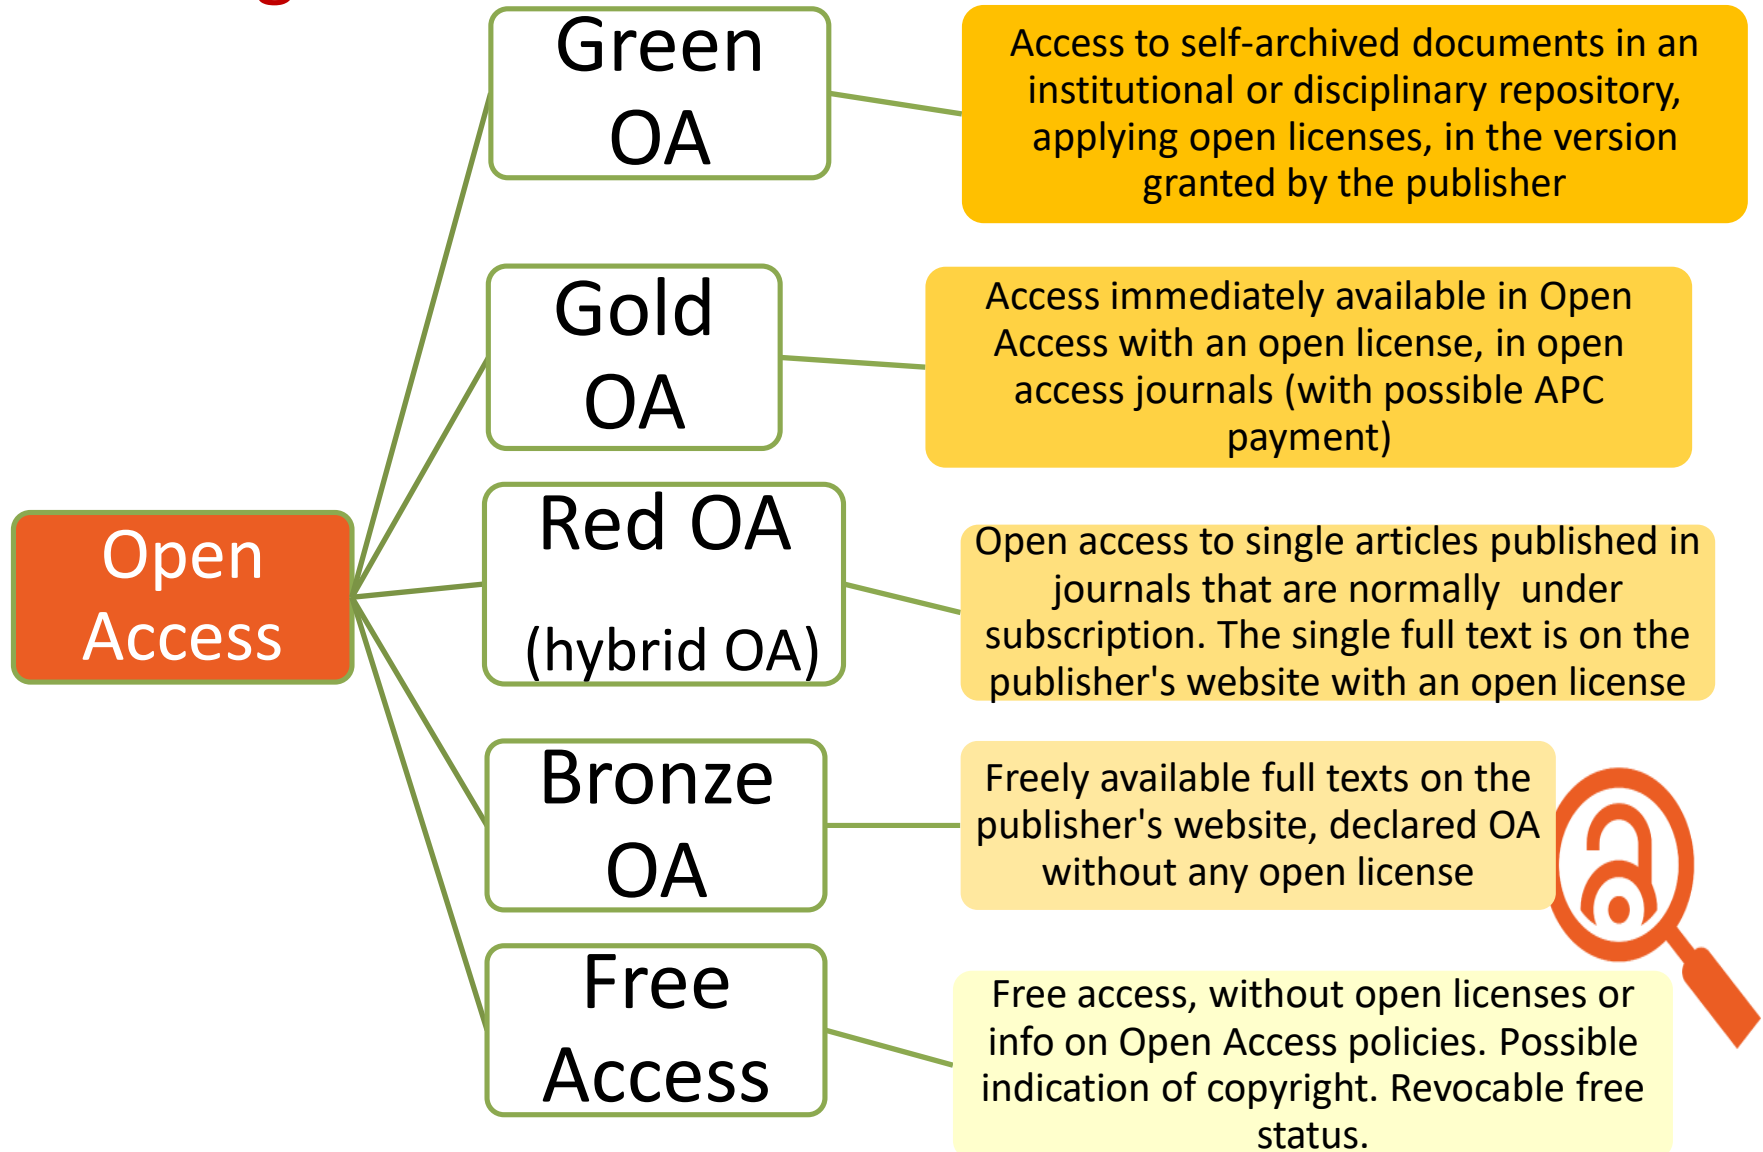 Green
OA
Access to self-archived documents in an
institutional or disciplinary repository,
applying open licenses, in the version
granted by the publisher
Gold
OA
Access immediately available in Open
Access with an open license, in open
access journals (with possible APC
payment)
Open
Access
Red OA
(hybrid OA)
Open access to single articles published in
journals that are normally under
subscription. The single full text is on the
publisher's website with an open license
Bronze
OA
Freely available full texts on the
publisher's website, declared OA
without any open license
Free
Access
Free access, without open licenses or
info on Open Access policies. Possible
indication of copyright. Revocable free
status.